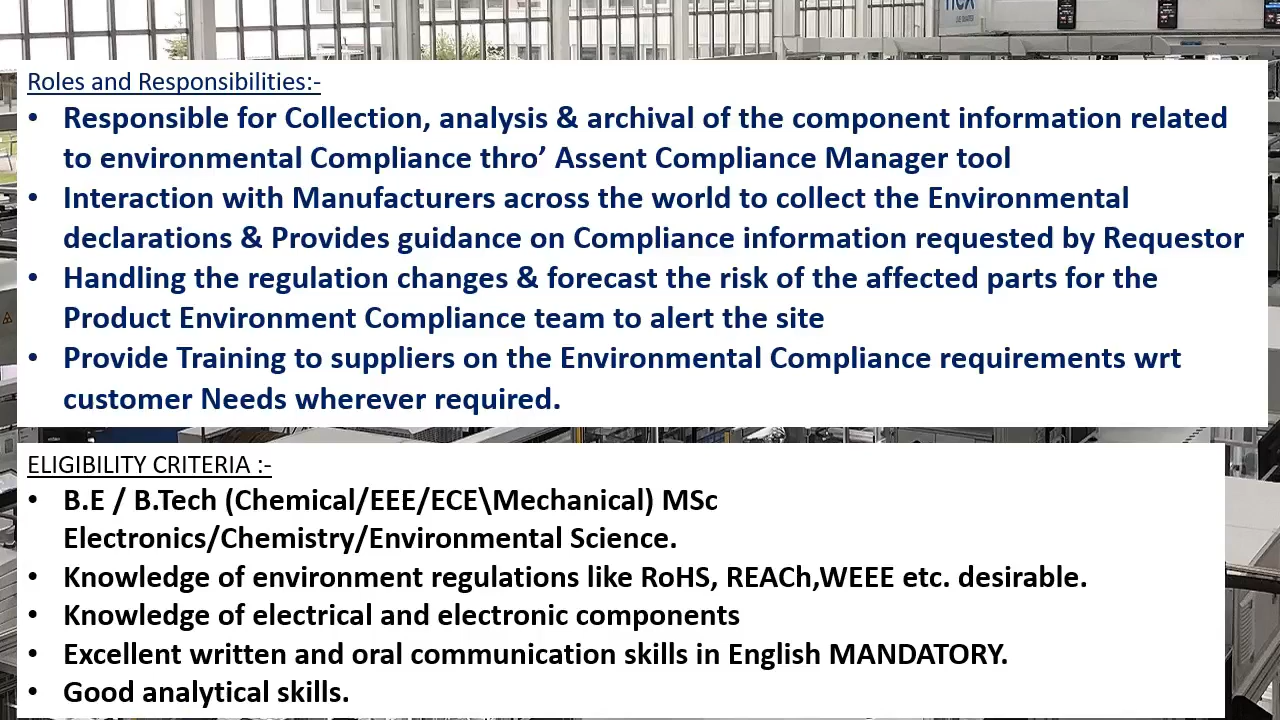 Roles and Responsibilities:-
• Responsible for Collection, analysis & archival of the component information related
to environmental Compliance thro’ Assent Compliance Manager tool
• Interaction with Manufacturers across the world to collect the Environmental
declarations & Provides guidance on Compliance information requested by Requestor
• Handling the regulation changes & forecast the risk of the affected parts for the
Product Environment Compliance team to alert the site
• Provide Training to suppliers on the Environmental Compliance requirements wrt
customer Needs wherever required.
ELIGIBILITY CRITERIA :-
• B.E / B.Tech (Chemical/EEE/ECE\Mechanical) MSc
Electronics/Chemistry/Environmental Science.
• Knowledge of environment regulations like RoHS, REACh,WEEE etc. desirable.
• Knowledge of electrical and electronic components
• Excellent written and oral communication skills in English MANDATORY.
• Good analytical skills.